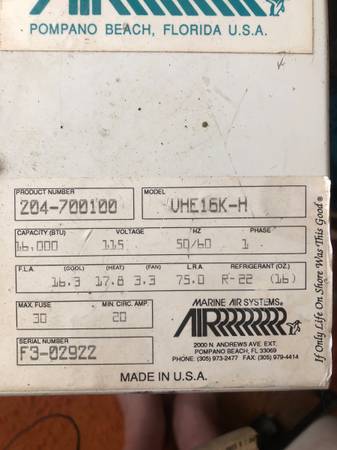 AIR
POMPANO BEACH, FLORIDA U.S.A.
PRODUCT NUMBER
204-700100
MODEL
VHE16K-H
CAPACITY (BTU) VOLTAGE HZ PHASE
16,000 115 50/60 1
F.L.A. (COOL) (HEAT) (FAN) L.R.A. REFRIGERANT (OZ.)
16.3 17.8 3.3 75.0 R-22 (16)
MAX. FUSE MIN. CIRC. AMP.
30 20
SERIAL NUMBER
F3-02922
MARINE AIR SYSTEMS®
AIR
2000 N. ANDREWS AVE. EXT.
POMPANO BEACH, FL 33069
PHONE: (305) 973-2477 FAX: (305) 979-4414
MADE IN U.S.A.
If Only Life On Shore Was This Good®